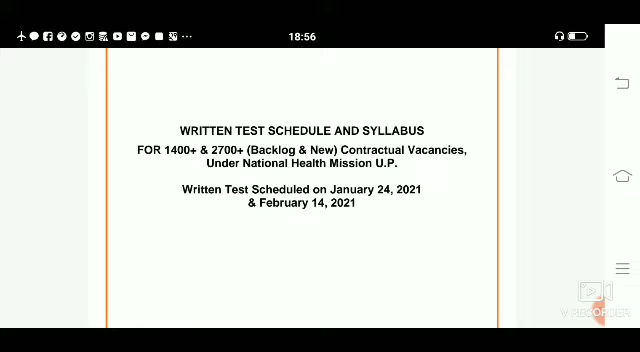 18:56
WRITTEN TEST SCHEDULE AND SYLLABUS
FOR 1400+ & 2700+ (Backlog & New) Contractual Vacancies,
Under National Health Mission U.P.
Written Test Scheduled on January 24, 2021
& February 14, 2021
V RECORDER